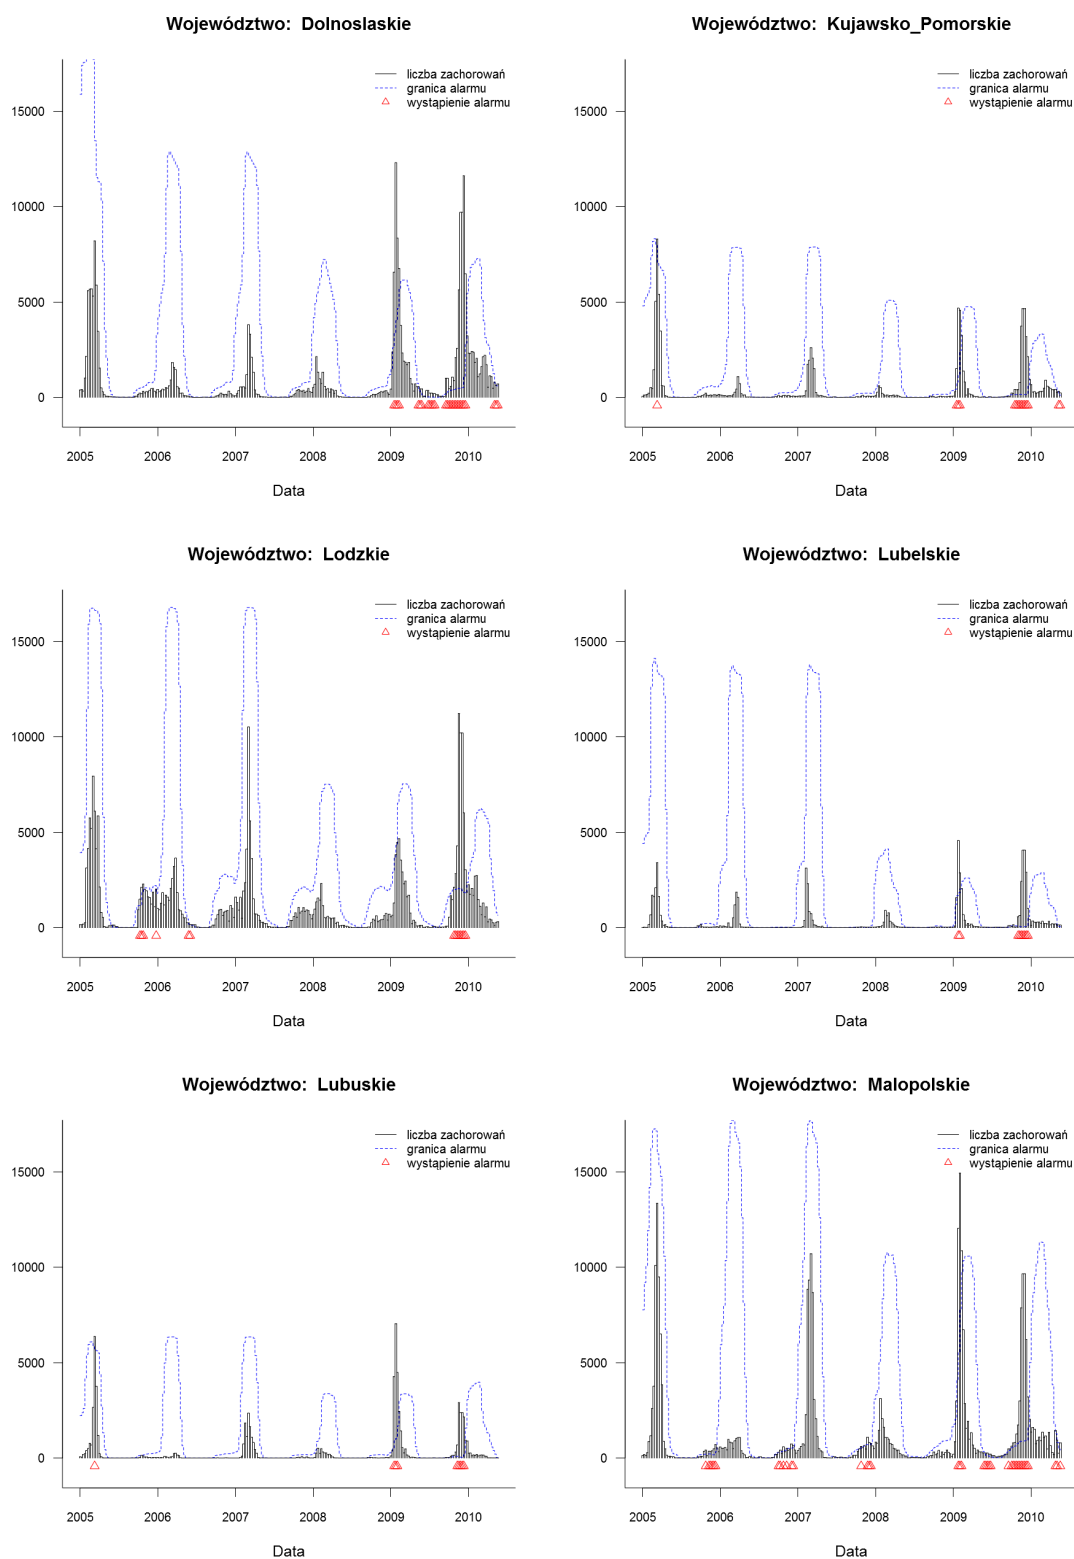 Województwo: Dolnoslaskie
liczba zachorowań
granica alarmu
wystąpienie alarmu
15000
10000
5000
0
2005 2006 2007 2008 2009 2010
Data
Województwo: Kujawsko_Pomorskie
liczba zachorowań
granica alarmu
wystąpienie alarmu
15000
10000
5000
0
2005 2006 2007 2008 2009 2010
Data
Województwo: Lodzkie
liczba zachorowań
granica alarmu
wystąpienie alarmu
15000
10000
5000
0
2005 2006 2007 2008 2009 2010
Data
Województwo: Lubelskie
liczba zachorowań
granica alarmu
wystąpienie alarmu
15000
10000
5000
0
2005 2006 2007 2008 2009 2010
Data
Województwo: Lubuskie
liczba zachorowań
granica alarmu
wystąpienie alarmu
15000
10000
5000
0
2005 2006 2007 2008 2009 2010
Data
Województwo: Malopolskie
liczba zachorowań
granica alarmu
wystąpienie alarmu
15000
10000
5000
0
2005 2006 2007 2008 2009 2010
Data